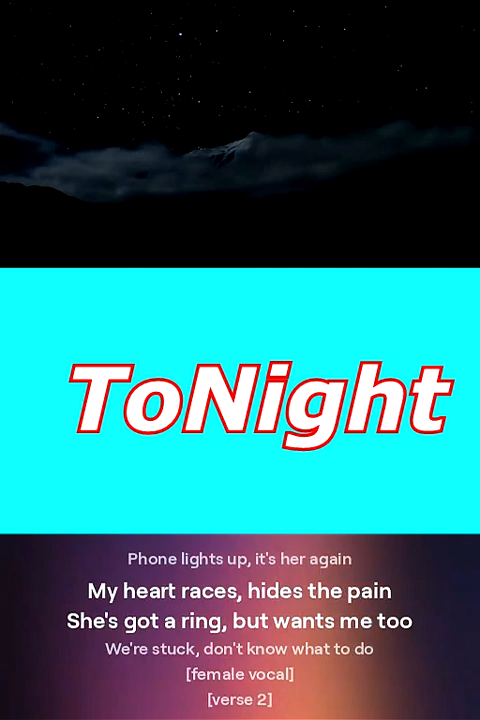 ToNight
Phone lights up, it's her again
My heart races, hides the pain
She's got a ring, but wants me too
We're stuck, don't know what to do
[female vocal]
[verse 2]